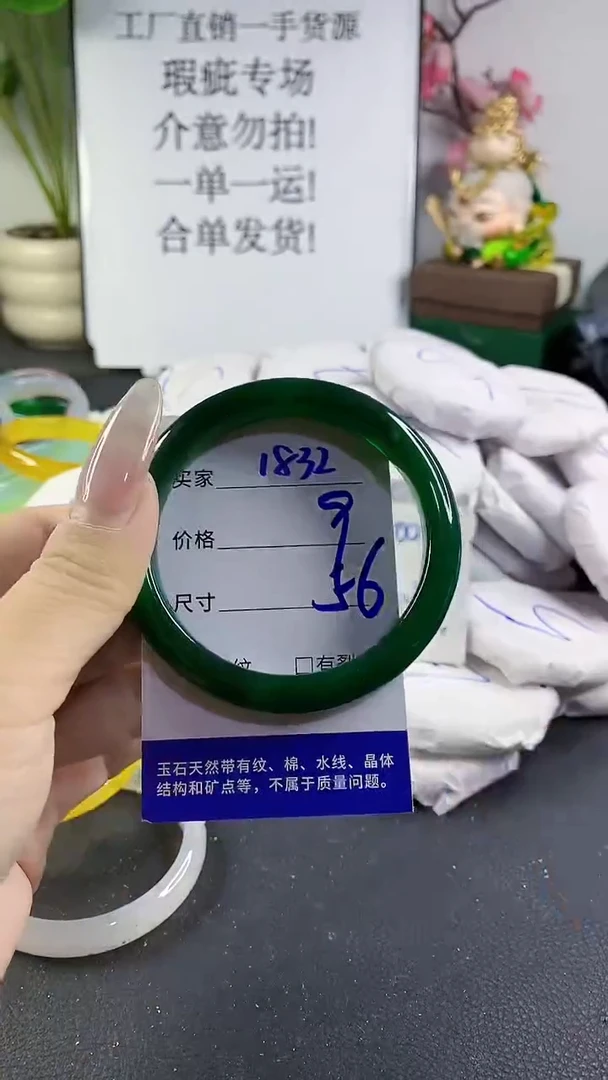 工厂直销一手货源
瑕疵专场
介意勿拍!
一单一运!
合单发货!
买家 1832
价格 9
尺寸 56
纹 □有裂
玉石天然带有纹、棉、水线、晶体
结构和矿点等，不属于质量问题。